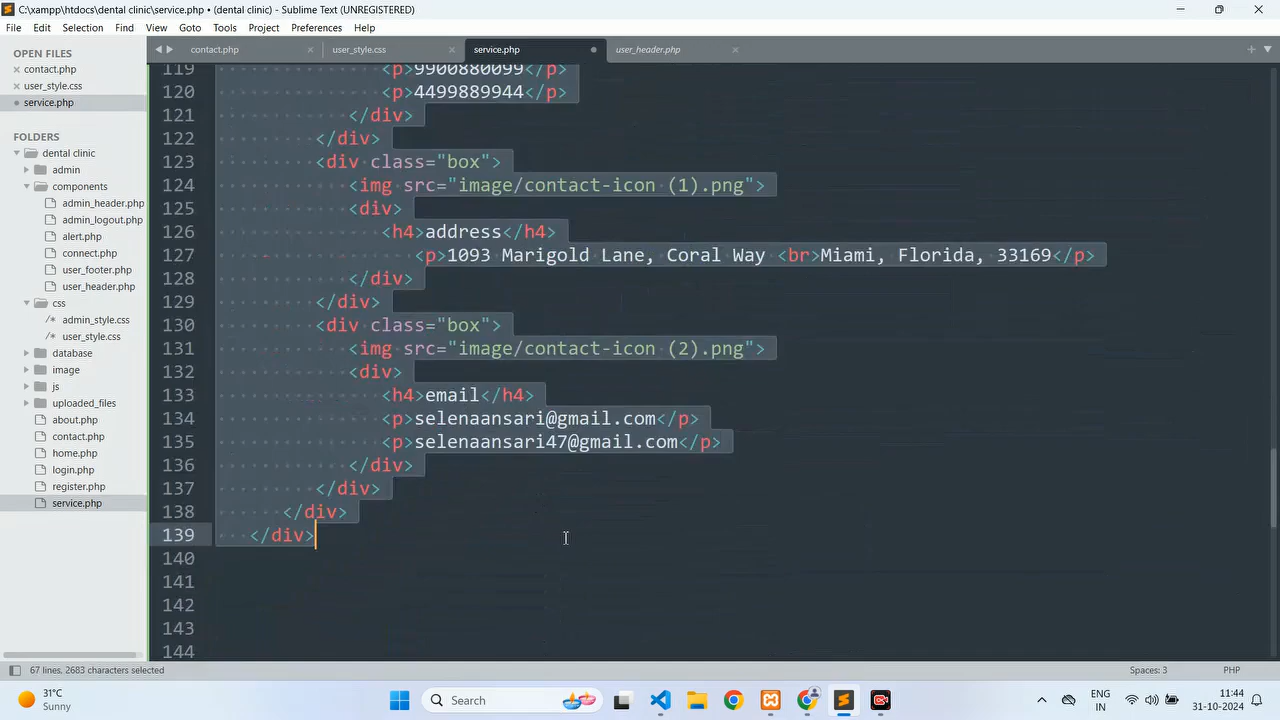 C:\xampp\htdocs\dental clinic\service.php • (dental clinic) - Sublime Text (UNREGISTERED)
File Edit Selection Find View Goto Tools Project Preferences Help
OPEN FILES
contact.php
user_style.css
service.php
FOLDERS
dental clinic
admin
components
admin_header.php
admin_logout.php
alert.php
connect.php
user_footer.php
user_header.php
css
/* admin_style.css
/* user_style.css
database
image
js
uploaded_files
about.php
contact.php
home.php
login.php
register.php
service.php
contact.php user_style.css service.php user_header.php
119 <p>9900880099</p>
120 <p>4499889944</p>
121 </div>
122 </div>
123 <div class="box">
124 <img src="image/contact-icon (1).png">
125 <div>
126 <h4>address</h4>
127 <p>1093 Marigold Lane, Coral Way <br>Miami, Florida, 33169</p>
128 </div>
129 </div>
130 <div class="box">
131 <img src="image/contact-icon (2).png">
132 <div>
133 <h4>email</h4>
134 <p>selenaansari@gmail.com</p>
135 <p>selenaansari47@gmail.com</p>
136 </div>
137 </div>
138 </div>
139 </div>
140
141
142
143
144
67 lines, 2683 characters selected Spaces: 3 PHP
31°C
Sunny
Search
ENG
IN
11:44
31-10-2024